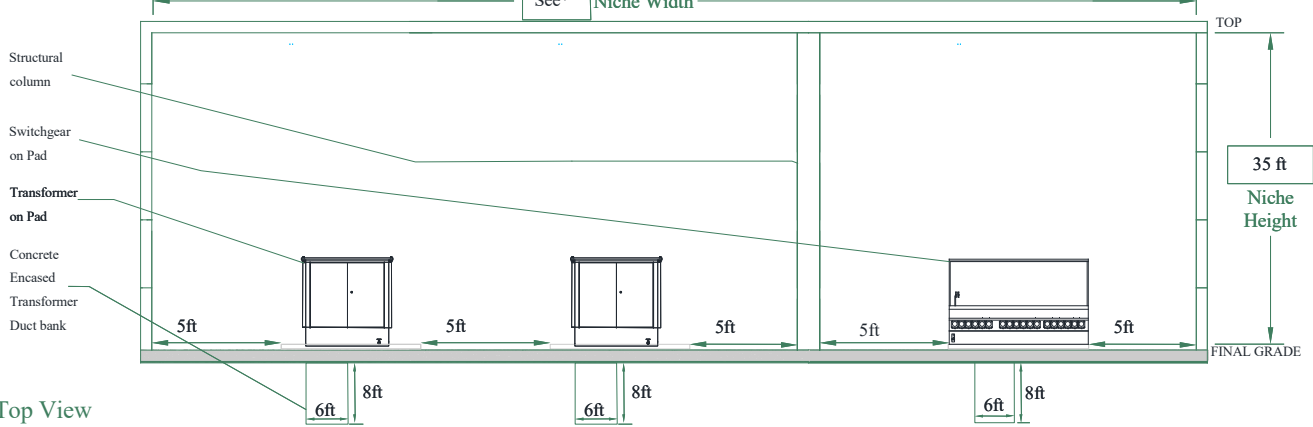 See
Niche Width
TOP
Structural
column
Switchgear
on Pad
Transformer
on Pad
Concrete
Encased
Transformer
Duct bank
35 ft
Niche
Height
5ft
5ft
5ft
5ft
5ft
FINAL GRADE
8ft
8ft
8ft
6ft
6ft
6ft
Top View